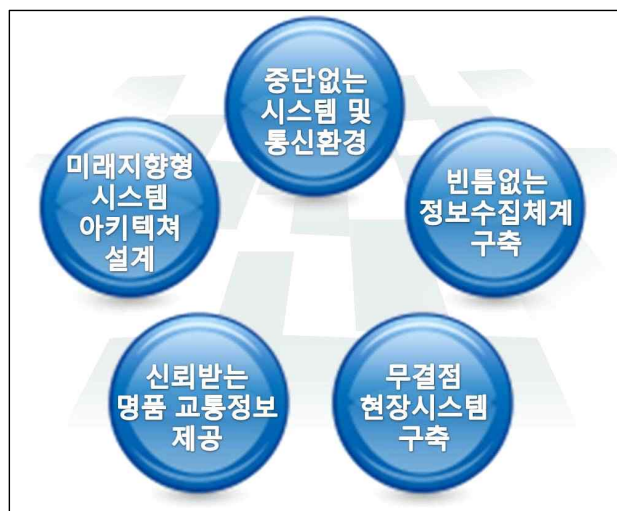 중단없는
시스템 및
통신환경
미래지향형
시스템
아키텍쳐
설계
빈틈없는
정보수집체계
구축
신뢰받는
명품 교통정보
제공
무결점
현장시스템
구축